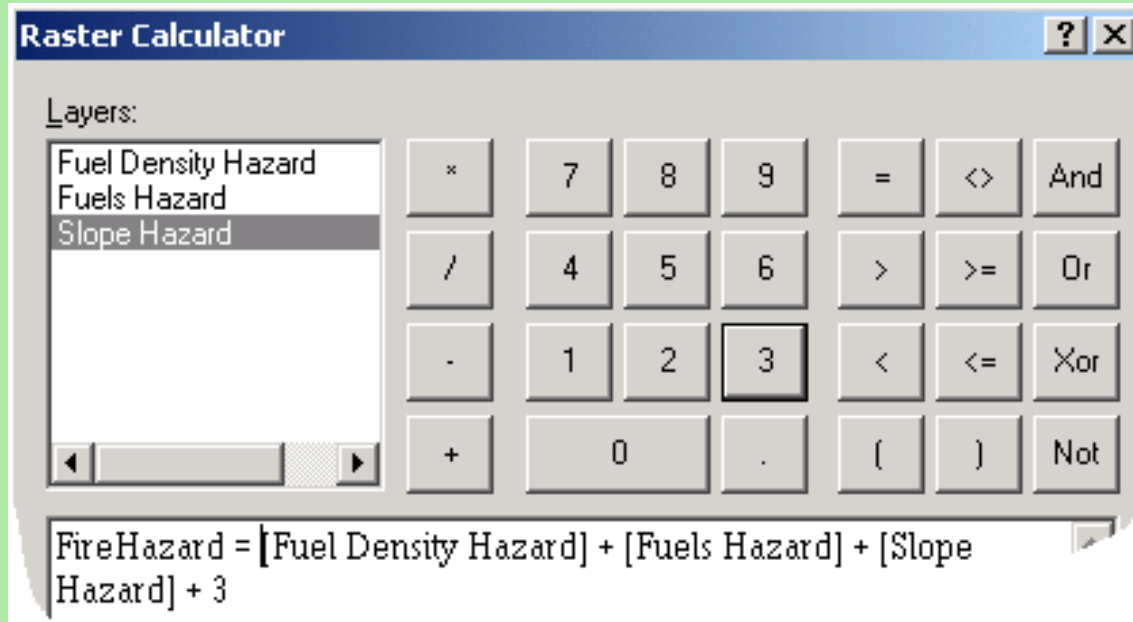 Raster Calculator ? X
Layers:
Fuel Density Hazard
Fuels Hazard
Slope Hazard
* 7 8 9 = <> And
/ 4 5 6 > >= Or
- 1 2 3 < <= Xor
+ 0 . ( ) Not
FireHazard = [Fuel Density Hazard] + [Fuels Hazard] + [Slope
Hazard] + 3